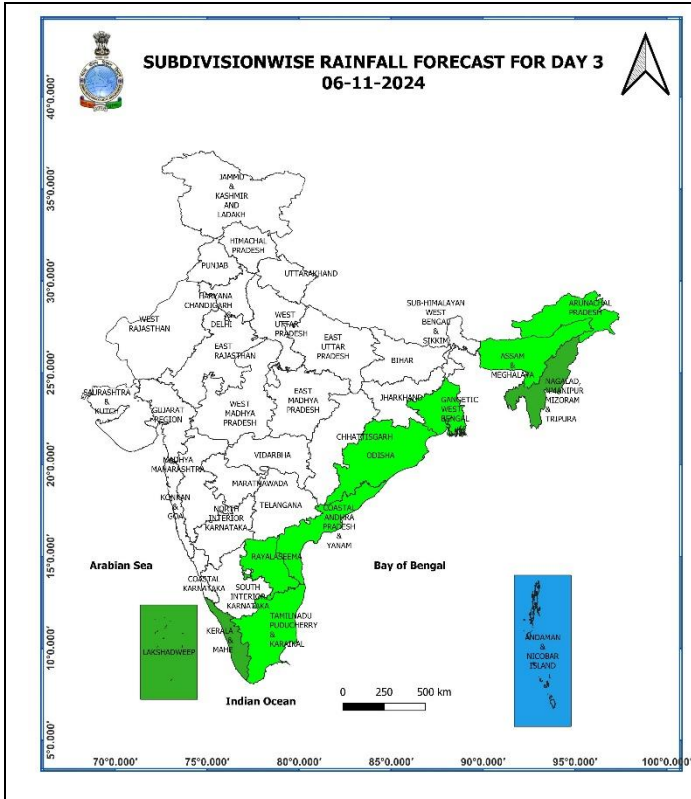 SUBDIVISIONWISE RAINFALL FORECAST FOR DAY 3
06-11-2024
40°0.000'
35°0.000'
30°0.000'
25°0.000'
20°0.000'
15°0.000'
10°0.000'
5°0.000'
JAMMU
&
KASHMIR
AND
LADAKH
HIMACHAL
PRADESH
PUNJAB
UTTARAKHAND
HARYANA
CHANDIGARH
&
DELHI
WEST
RAJASTHAN
WEST
UTTAR
PRADESH
EAST
RAJASTHAN
EAST
UTTAR
PRADESH
SUB-HIMALAYAN
WEST
BENGAL
&
SIKKIM
ARUNACHAL
PRADESH
ASSAM
&
MEGHALAYA
NAGALAD,
MANIPUR
MIZORAM
&
TRIPURA
BIHAR
SAURASHTRA
&
KUTCH
GUJARAT
REGION
WEST
MADHYA
PRADESH
EAST
MADHYA
PRADESH
JHARKHAND
GANGETIC
WEST
BENGAL
CHHATTISGARH
ODISHA
VIDARBHA
MADHYA
MAHARASHTRA
MARATHAWADA
KONKAN
&
GOA
NORTH
INTERIOR
KARNATAKA
TELANGANA
COASTAL
ANDHRA
PRADESH
&
YANAM
RAYALASEEMA
Arabian Sea
Bay of Bengal
COASTAL
KARNATAKA
SOUTH
INTERIOR
KARNATAKA
TAMILNADU
PUDUCHERRY
&
KARAIKAL
KERALA
&
MAHE
LAKSHADWEEP
ANDAMAN
&
NICOBAR
ISLAND
Indian Ocean
0 250 500 km
70°0.000' 75°0.000' 80°0.000' 85°0.000' 90°0.000' 95°0.000' 100°0.000'